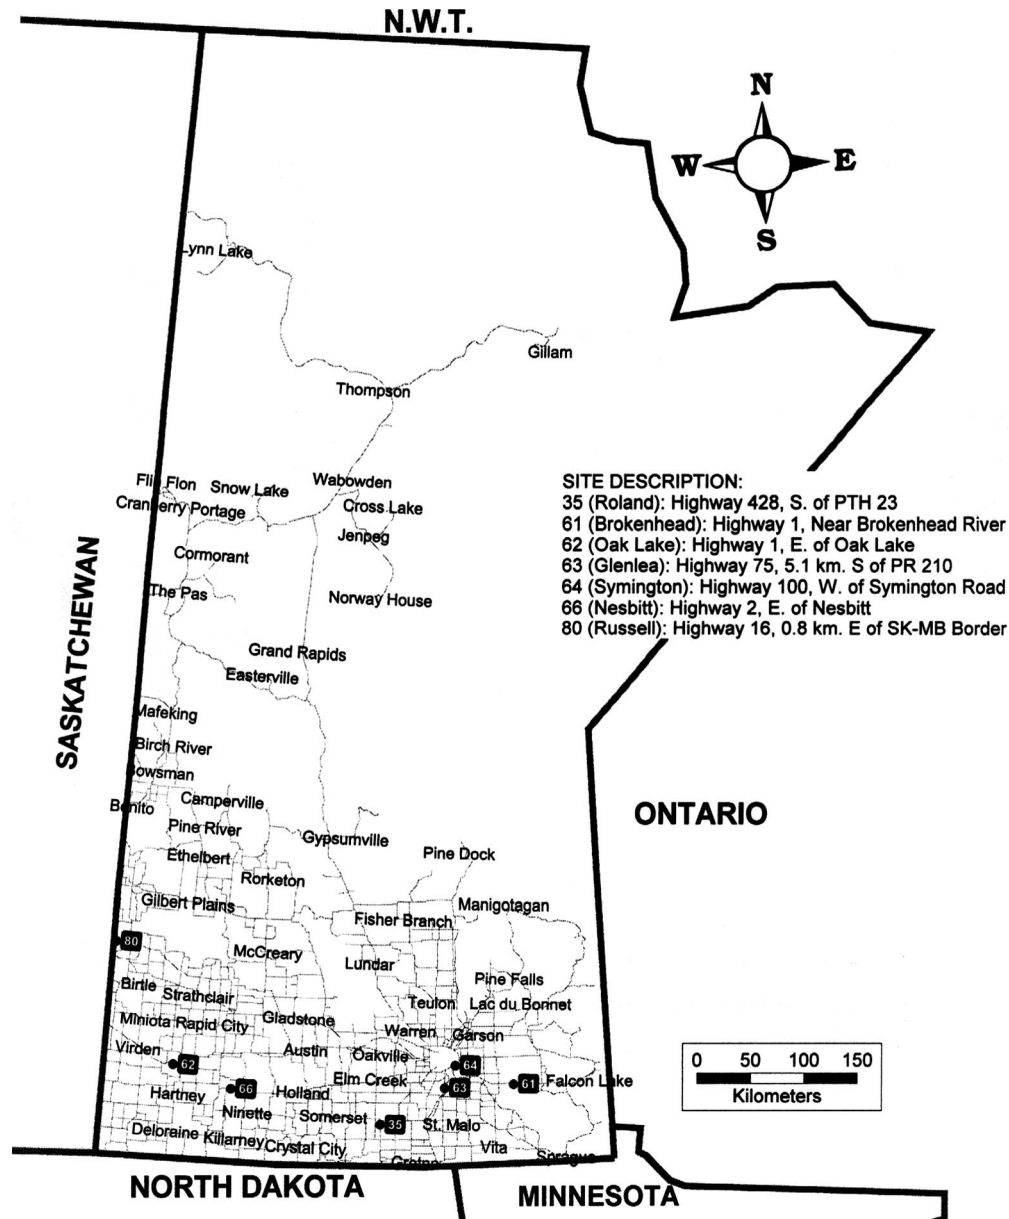 N.W.T.
N
W E
S
Lynn Lake
Gillam
Thompson
Flin Flon
Snow Lake
Wabowden
Cranberry Portage
Cross Lake
Jenpeg
Cormorant
The Pas
Norway House
SITE DESCRIPTION:
35 (Roland): Highway 428, S. of PTH 23
61 (Brokenhead): Highway 1, Near Brokenhead River
62 (Oak Lake): Highway 1, E. of Oak Lake
63 (Glenlea): Highway 75, 5.1 km. S of PR 210
64 (Symington): Highway 100, W. of Symington Road
66 (Nesbitt): Highway 2, E. of Nesbitt
80 (Russell): Highway 16, 0.8 km. E of SK-MB Border
SASKATCHEWAN
Grand Rapids
Easterville
Mafeking
Birch River
Bowsman
Benito
Camperville
Pine River
Gypsumville
ONTARIO
Ethelbert
Pine Dock
Rorketon
Gilbert Plains
Manigotagan
Fisher Branch
80
McCreary
Lundar
Pine Falls
Birtle
Strathclair
Teulon
Lac du Bonnet
Miniota
Rapid City
Gladstone
Warren
Garson
Virden
Austin
Oakville
62
64
Elm Creek
66
63
61
Falcon Lake
Hartney
Holland
Ninette
Somerset
35
St. Malo
Deloraine
Killarney
Crystal City
Vita
Gretna
Sprague
0 50 100 150
Kilometers
NORTH DAKOTA
MINNESOTA